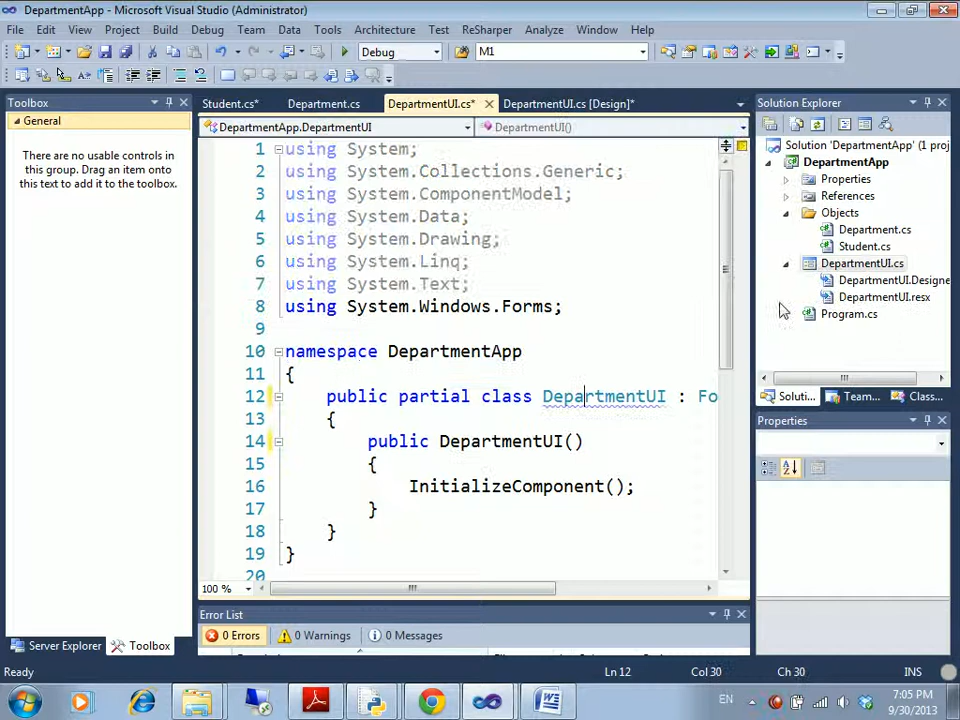 DepartmentApp - Microsoft Visual Studio (Administrator)
File Edit View Project Build Debug Team Data Tools Architecture Test ReSharper Analyze Window Help
Debug M1
Toolbox
General
There are no usable controls in
this group. Drag an item onto
this text to add it to the toolbox.
Server Explorer Toolbox
Student.cs* Department.cs DepartmentUI.cs* DepartmentUI.cs [Design]*
DepartmentApp.DepartmentUI DepartmentUI()
1 using System;
2 using System.Collections.Generic;
3 using System.ComponentModel;
4 using System.Data;
5 using System.Drawing;
6 using System.Linq;
7 using System.Text;
8 using System.Windows.Forms;
9
10 namespace DepartmentApp
11 {
12 public partial class DepartmentUI : Fo
13 {
14 public DepartmentUI()
15 {
16 InitializeComponent();
17 }
18 }
19 }
20
100 %
Error List
0 Errors 0 Warnings 0 Messages
Solution Explorer
Solution 'DepartmentApp' (1 proj
DepartmentApp
Properties
References
Objects
Department.cs
Student.cs
DepartmentUI.cs
DepartmentUI.Designe
DepartmentUI.resx
Program.cs
Soluti... Team... Class...
Properties
Ready Ln 12 Col 30 Ch 30 INS
EN 7:05 PM
9/30/2013